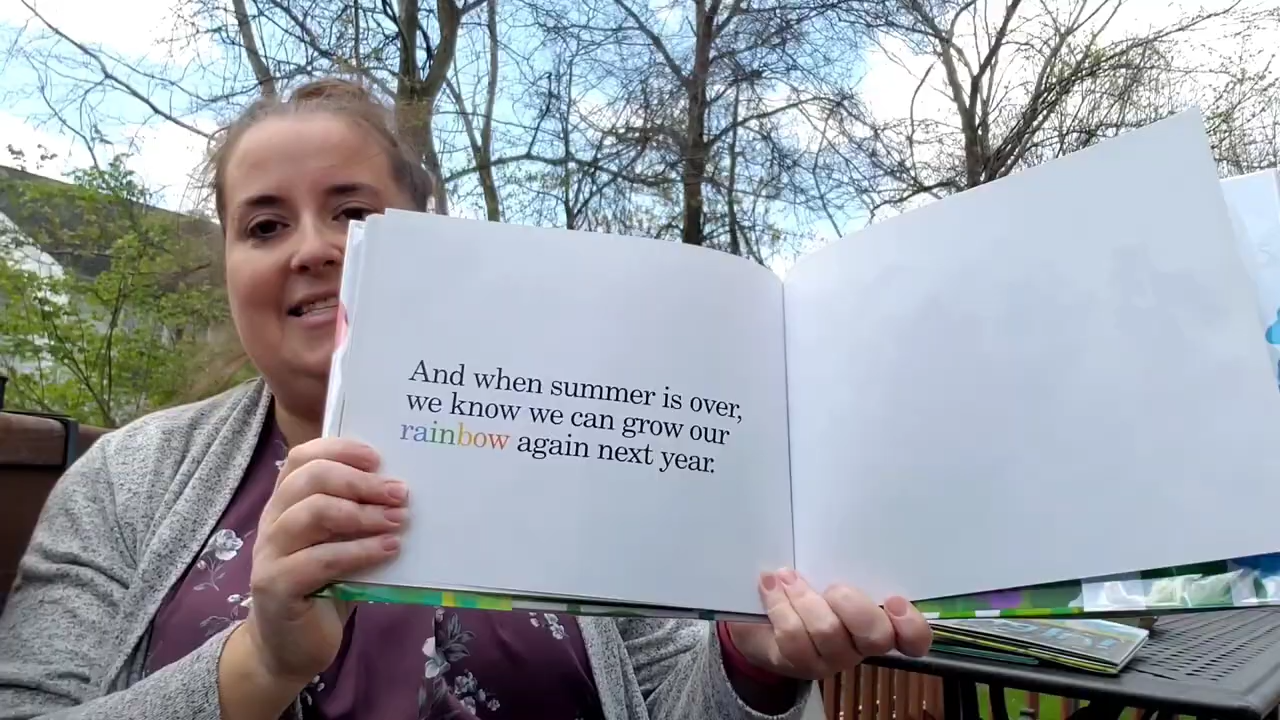 And when summer is over,
we know we can grow our
rainbow again next year.